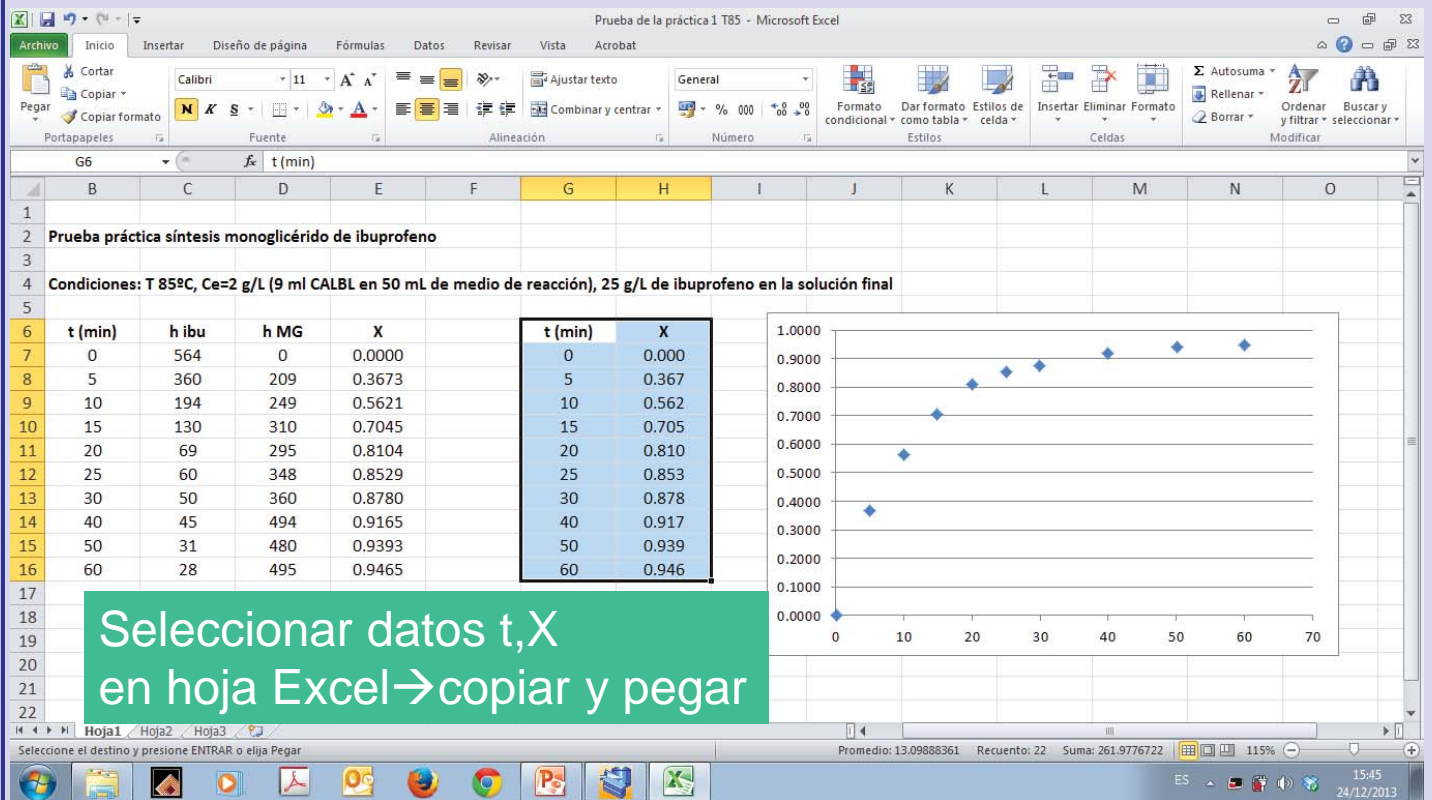 Prueba de la práctica 1 T85 - Microsoft Excel
Archivo Inicio Insertar Diseño de página Fórmulas Datos Revisar Vista Acrobat
Pegar
Cortar
Copiar
Copiar formato
Portapapeles
Calibri 11 A A
N K S A
Fuente
Ajustar texto
Combinar y centrar
Alineación
General
% 000
Número
Formato condicional
Dar formato como tabla
Estilos de celda
Estilos
Insertar Eliminar Formato
Celdas
Σ Autosuma
Rellenar
Borrar
Ordenar y filtrar
Buscar y seleccionar
Modificar
G6 fx t (min)
B C D E F G H I J K L M N O
1
2 Prueba práctica síntesis monoglicérido de ibuprofeno
3
4 Condiciones: T 85ºC, Ce=2 g/L (9 ml CALBL en 50 mL de medio de reacción), 25 g/L de ibuprofeno en la solución final
5
6 t (min) h ibu h MG X t (min) X
7 0 564 0 0.0000 0 0.000
8 5 360 209 0.3673 5 0.367
9 10 194 249 0.5621 10 0.562
10 15 130 310 0.7045 15 0.705
11 20 69 295 0.8104 20 0.810
12 25 60 348 0.8529 25 0.853
13 30 50 360 0.8780 30 0.878
14 40 45 494 0.9165 40 0.917
15 50 31 480 0.9393 50 0.939
16 60 28 495 0.9465 60 0.946
17
18
19
20
21
22
1.0000
0.9000
0.8000
0.7000
0.6000
0.5000
0.4000
0.3000
0.2000
0.1000
0.0000
0 10 20 30 40 50 60 70
Seleccionar datos t,X
en hoja Excel→copiar y pegar
Hoja1 Hoja2 Hoja3
Seleccione el destino y presione ENTRAR o elija Pegar
Promedio: 13.09888361 Recuento: 22 Suma: 261.9776722 115%
ES 15:45
24/12/2013